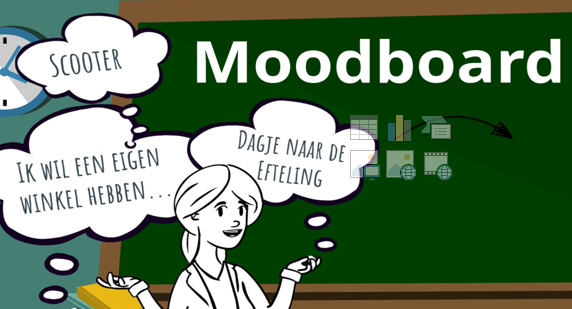 Moodboard
Scooter
Ik wil een eigen
winkel hebben...
Dagje naar de
Efteling